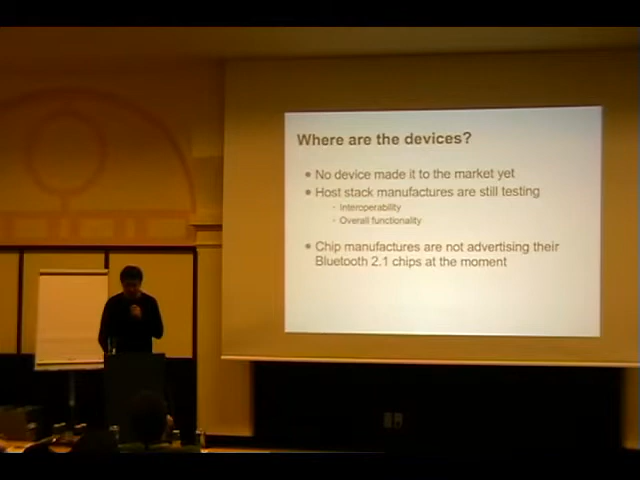 Where are the devices?
No device made it to the market yet
Host stack manufactures are still testing
Interoperability
Overall functionality
Chip manufactures are not advertising their
Bluetooth 2.1 chips at the moment